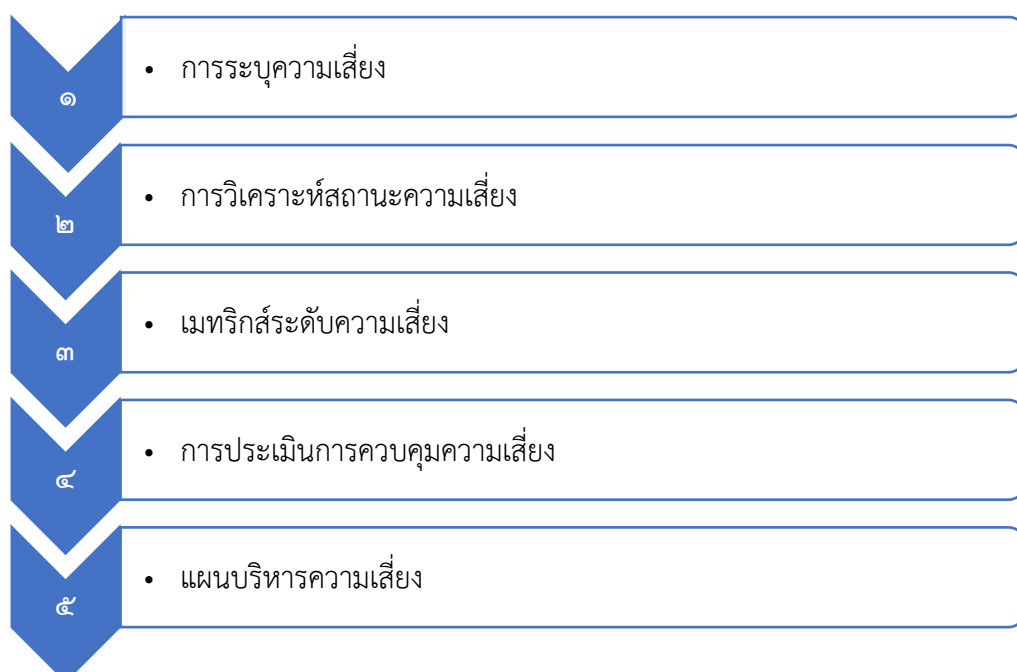 ๑
• การระบุความเสี่ยง
๒
• การวิเคราะห์สถานะความเสี่ยง
๓
• เมทริกส์ระดับความเสี่ยง
๔
• การประเมินการควบคุมความเสี่ยง
๕
• แผนบริหารความเสี่ยง